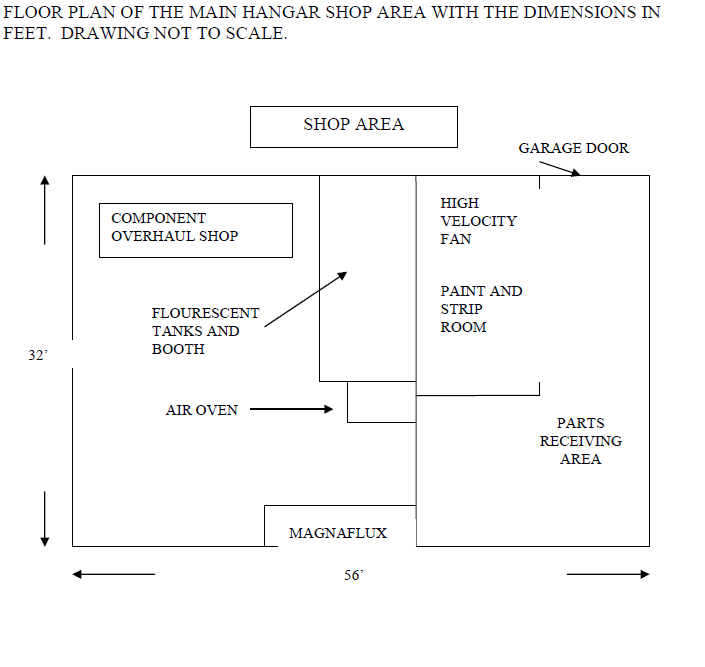 FLOOR PLAN OF THE MAIN HANGAR SHOP AREA WITH THE DIMENSIONS IN
FEET. DRAWING NOT TO SCALE.
SHOP AREA
GARAGE DOOR
COMPONENT
OVERHAUL SHOP
HIGH
VELOCITY
FAN
FLOURESCENT
TANKS AND
BOOTH
PAINT AND
STRIP
ROOM
32’
AIR OVEN
PARTS
RECEIVING
AREA
MAGNAFLUX
56’